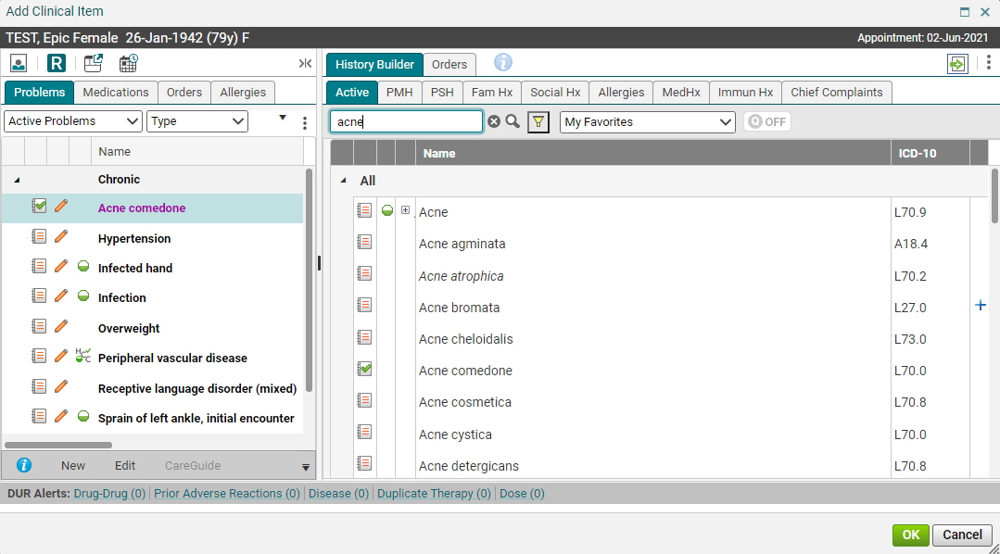 Add Clinical Item
TEST, Epic Female 26-Jan-1942 (79y) F
Appointment: 02-Jun-2021
R
History Builder
Orders
i
Problems
Medications
Orders
Allergies
Active
PMH
PSH
Fam Hx
Social Hx
Allergies
MedHx
Immun Hx
Chief Complaints
Active Problems
Type
acne
My Favorites
Q OFF
Name
Chronic
Acne comedone
Hypertension
Infected hand
Infection
Overweight
Peripheral vascular disease
Receptive language disorder (mixed)
Sprain of left ankle, initial encounter
Name ICD-10
All
Acne L70.9
Acne agminata A18.4
Acne atrophica L70.2
Acne bromata L27.0
Acne cheloidalis L73.0
Acne comedone L70.0
Acne cosmetica L70.8
Acne cystica L70.0
Acne detergicans L70.8
i New Edit CareGuide
DUR Alerts: Drug-Drug (0) Prior Adverse Reactions (0) Disease (0) Duplicate Therapy (0) Dose (0)
OK Cancel